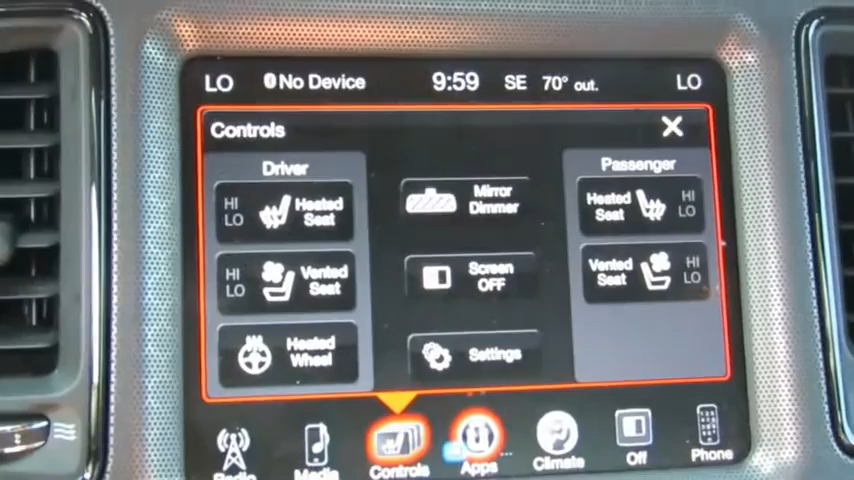 LO No Device 9:59 SE 70° out. LO
Controls X
Driver
Passenger
HI
LO
Heated
Seat
Mirror
Dimmer
Heated
Seat
HI
LO
HI
LO
Vented
Seat
Screen
OFF
Vented
Seat
HI
LO
Heated
Wheel
Settings
Radio Media Controls Apps Climate Off Phone